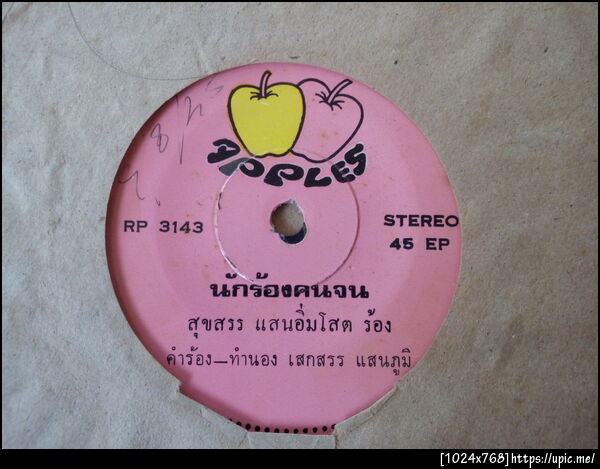 APPLES
RP 3143
STEREO
45 EP
นักร้องคนจน
สุขสรร แสนอิ่มโสต ร้อง
คำร้อง—ทำนอง เสกสรร แสนภูมิ
[1024x768]https://upic.me/